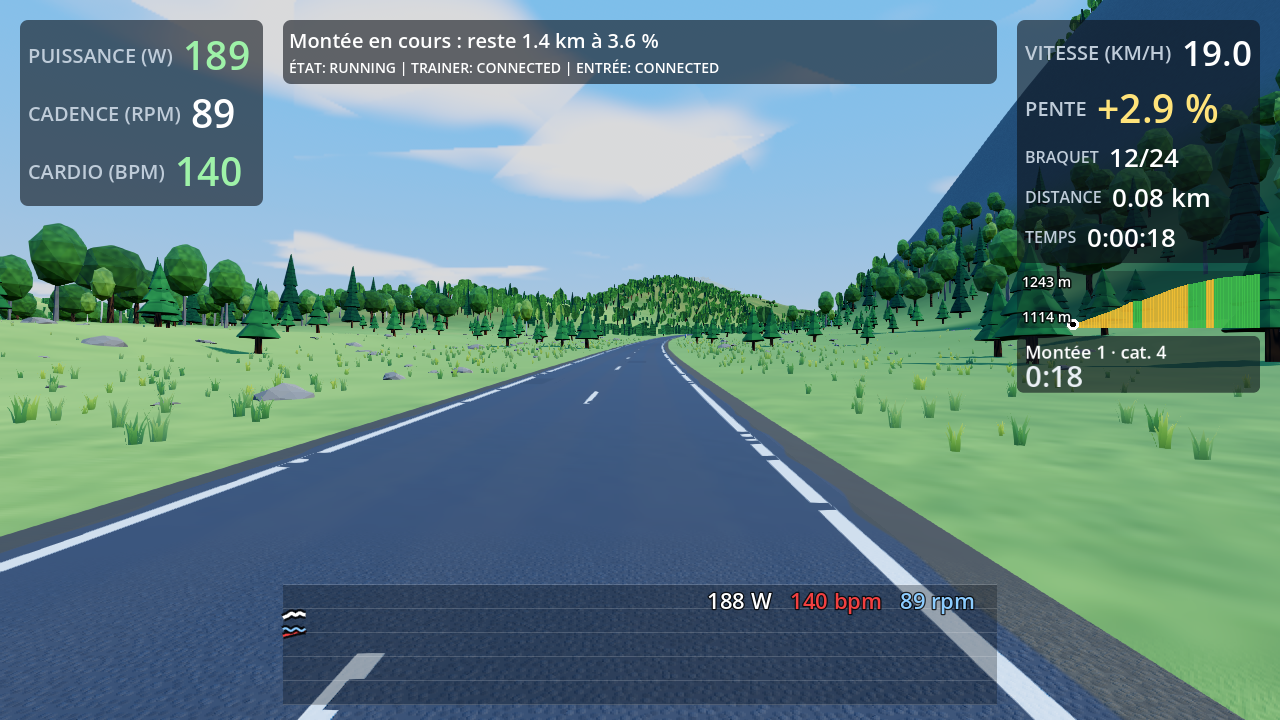 PUISSANCE (W) 189
CADENCE (RPM) 89
CARDIO (BPM) 140
Montée en cours : reste 1.4 km à 3.6 %
ÉTAT: RUNNING | TRAINER: CONNECTED | ENTRÉE: CONNECTED
VITESSE (KM/H) 19.0
PENTE +2.9 %
BRAQUET 12/24
DISTANCE 0.08 km
TEMPS 0:00:18
1243 m
1114 m
Montée 1 · cat. 4
0:18
188 W 140 bpm 89 rpm